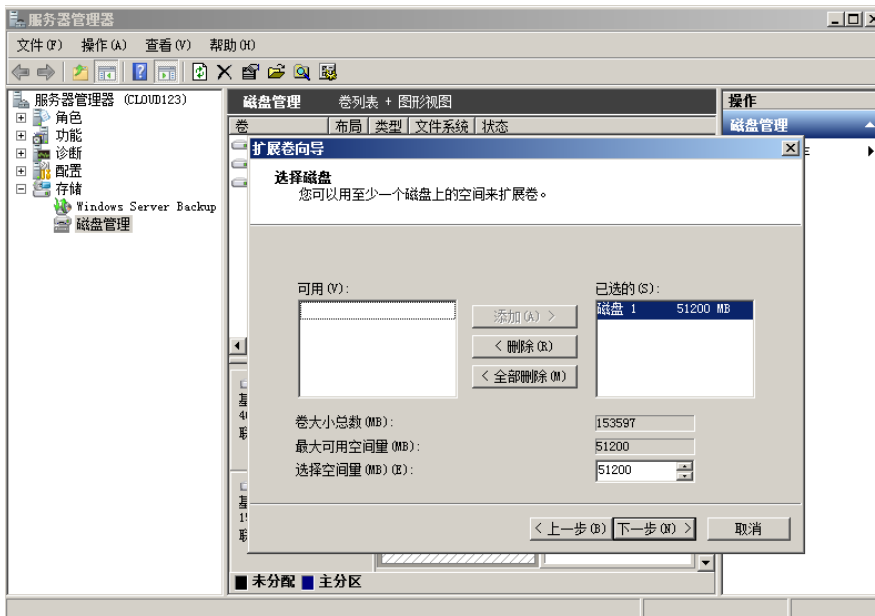 服务器管理器
文件(F) 操作(A) 查看(V) 帮助(H)
服务器管理器 (CLOUD123)
角色
功能
诊断
配置
存储
Windows Server Backup
磁盘管理
磁盘管理 卷列表 + 图形视图
卷 布局 类型 文件系统 状态
操作
磁盘管理
扩展卷向导
选择磁盘
您可以用至少一个磁盘上的空间来扩展卷。
可用(V):
已选的(S):
添加(A) >
< 删除(R)
< 全部删除(M)
磁盘 1 51200 MB
卷大小总数(MB): 153597
最大可用空间量(MB): 51200
选择空间量(MB)(E): 51200
< 上一步(B) 下一步(N) > 取消
未分配 主分区